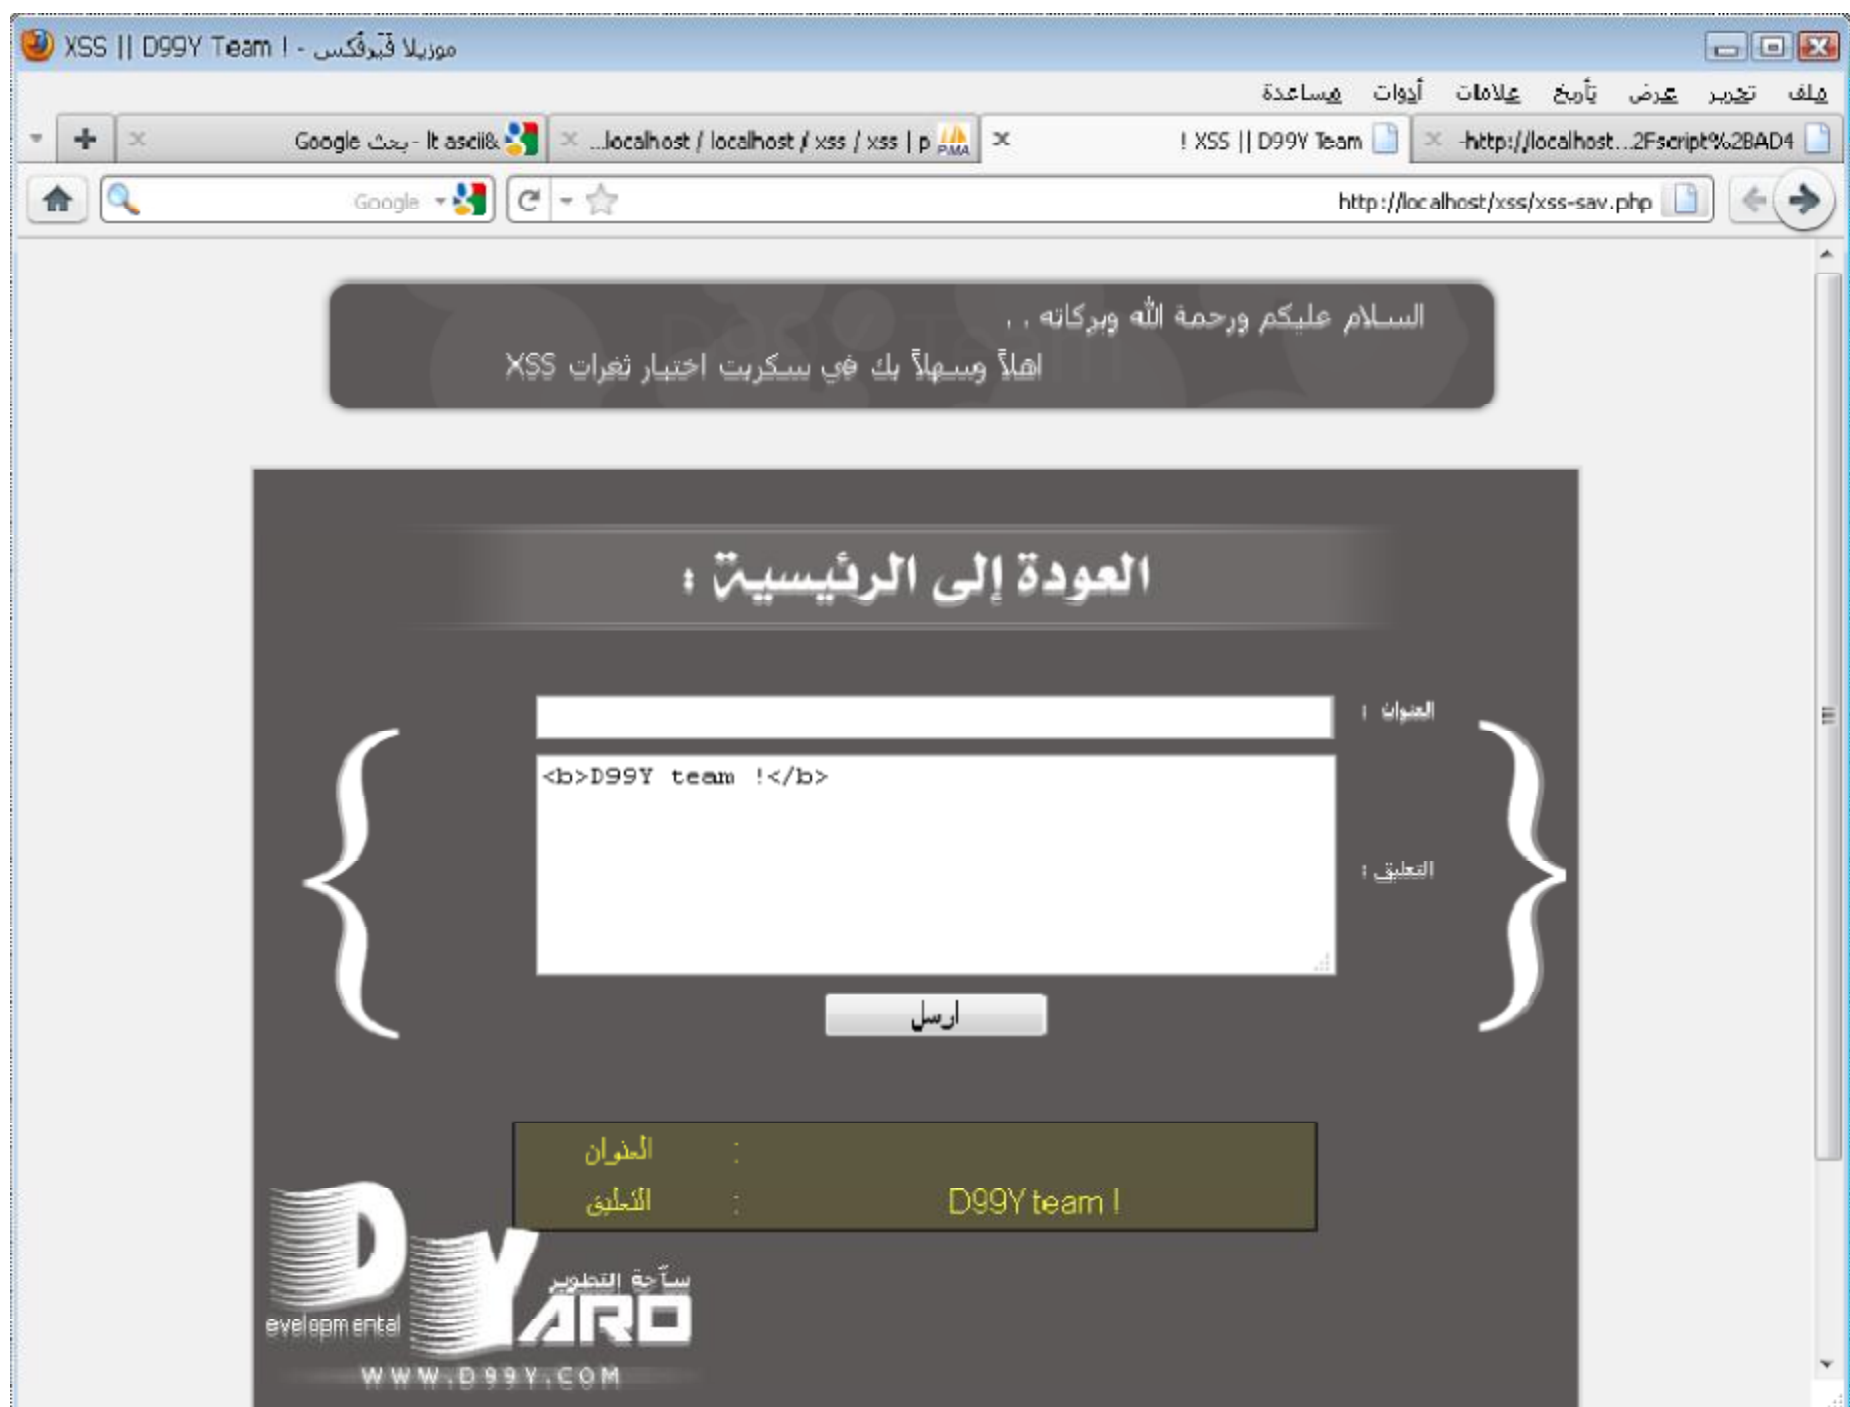 XSS || D99Y Team ! - موزيلا فَيَرفُكس
ملف تحرير عرض تأريخ علامات أدوات مساعدة
http://localhost...2Fscript%2BAD4-
XSS || D99Y Team !
localhost / localhost / xss / xss | p...
&lt ascii - بحث Google
http://localhost/xss/xss-sav.php
Google
السلام عليكم ورحمة الله وبركاته . .
اهلاً وسهلاً بك في سكربت اختبار ثغرات XSS
العودة إلى الرئيسية :
العنوان :
<b>D99Y team !</b>
التعليق :
ارسل
العنوان :
التعليق : D99Y team !
ساحة التطوير
Developmental YARD
WWW.D99Y.COM